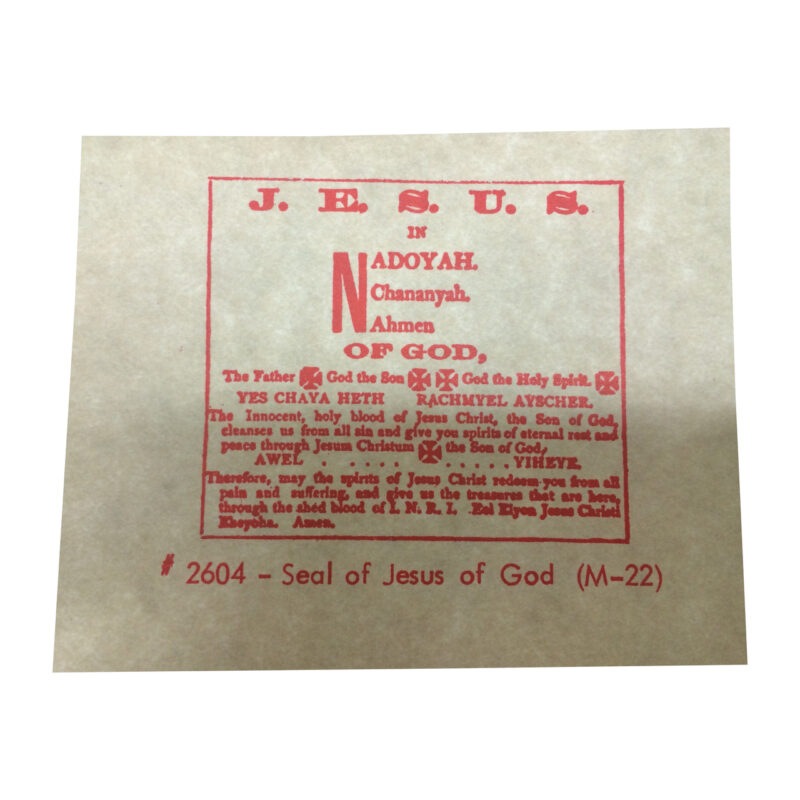 J. E. S. U. S.
IN
NADOYAH.
Chananyah.
Ahmen
OF GOD,
The Father ✠ God the Son ✠ ✠ God the Holy Spirit. ✠
YES CHAYA HETH RACHMYEL AYSCHER.
The Innocent, holy blood of Jesus Christ, the Son of God,
cleanses us from all sin and give you spirits of eternal rest and
peace through Jesum Christum ✠ the Son of God,
AWEL . . . . . . . . . . YIHEYE.
Therefore, may the spirits of Jesus Christ redeem you from all
pain and suffering, and give us the treasures that are here,
through the shed blood of I. N. R. I. Eel Elyon Jesus Christi
Kheyoha. Amen.
# 2604 - Seal of Jesus of God (M-22)